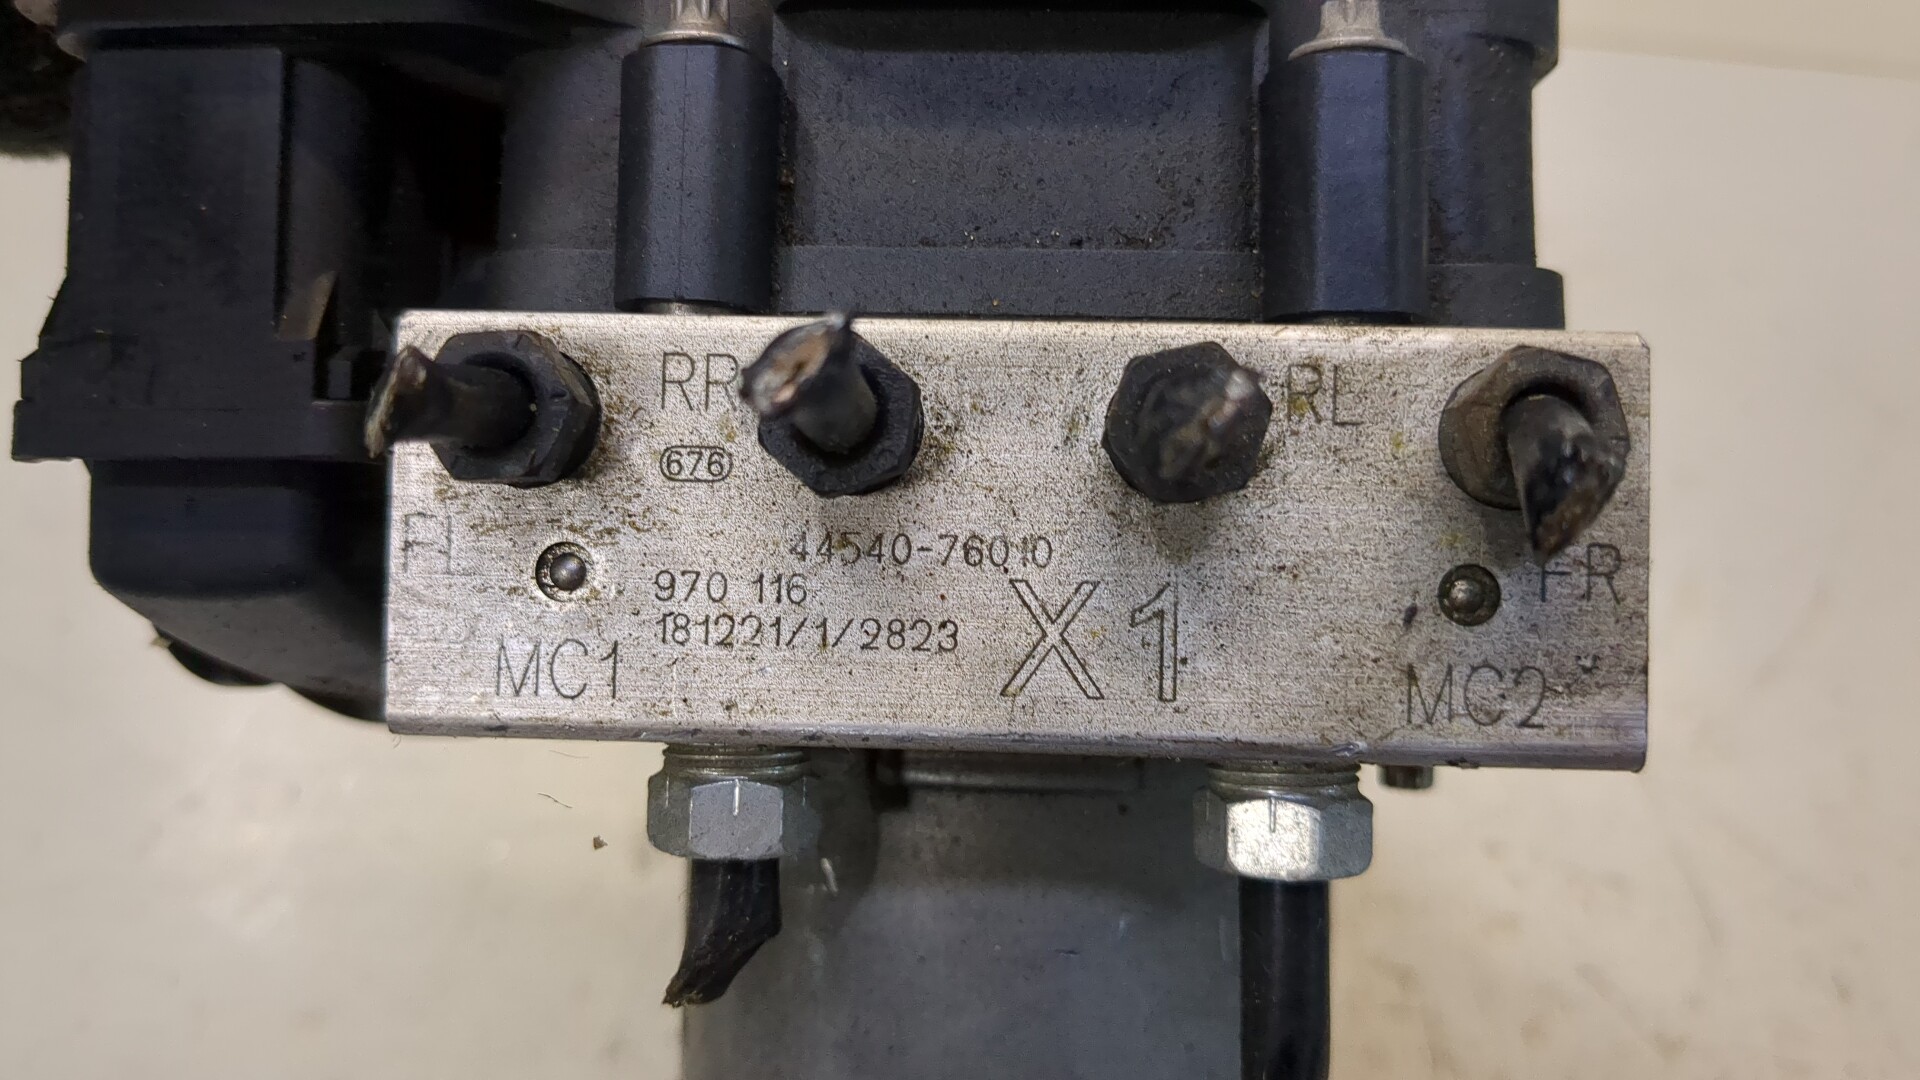 RR
RL
676
FL
44540-76010
FR
970 116
181221/1/2823
X1
MC1
MC2